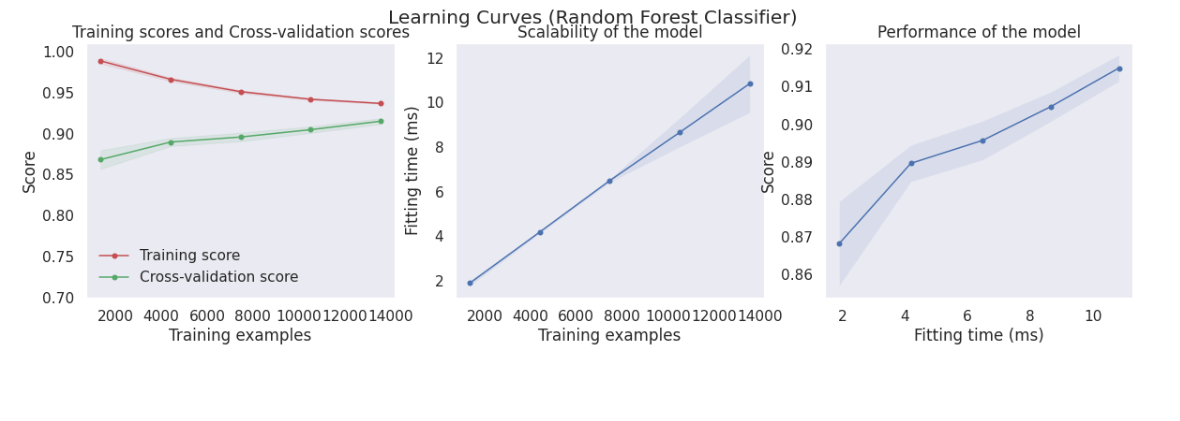 Learning Curves (Random Forest Classifier)
Training scores and Cross-validation scores
Score
1.00
0.95
0.90
0.85
0.80
0.75
0.70
Training score
Cross-validation score
2000 4000 6000 8000 10000 12000 14000
Training examples
Scalability of the model
Fitting time (ms)
12
10
8
6
4
2
2000 4000 6000 8000 10000 12000 14000
Training examples
Performance of the model
Score
0.92
0.91
0.90
0.89
0.88
0.87
0.86
2 4 6 8 10
Fitting time (ms)